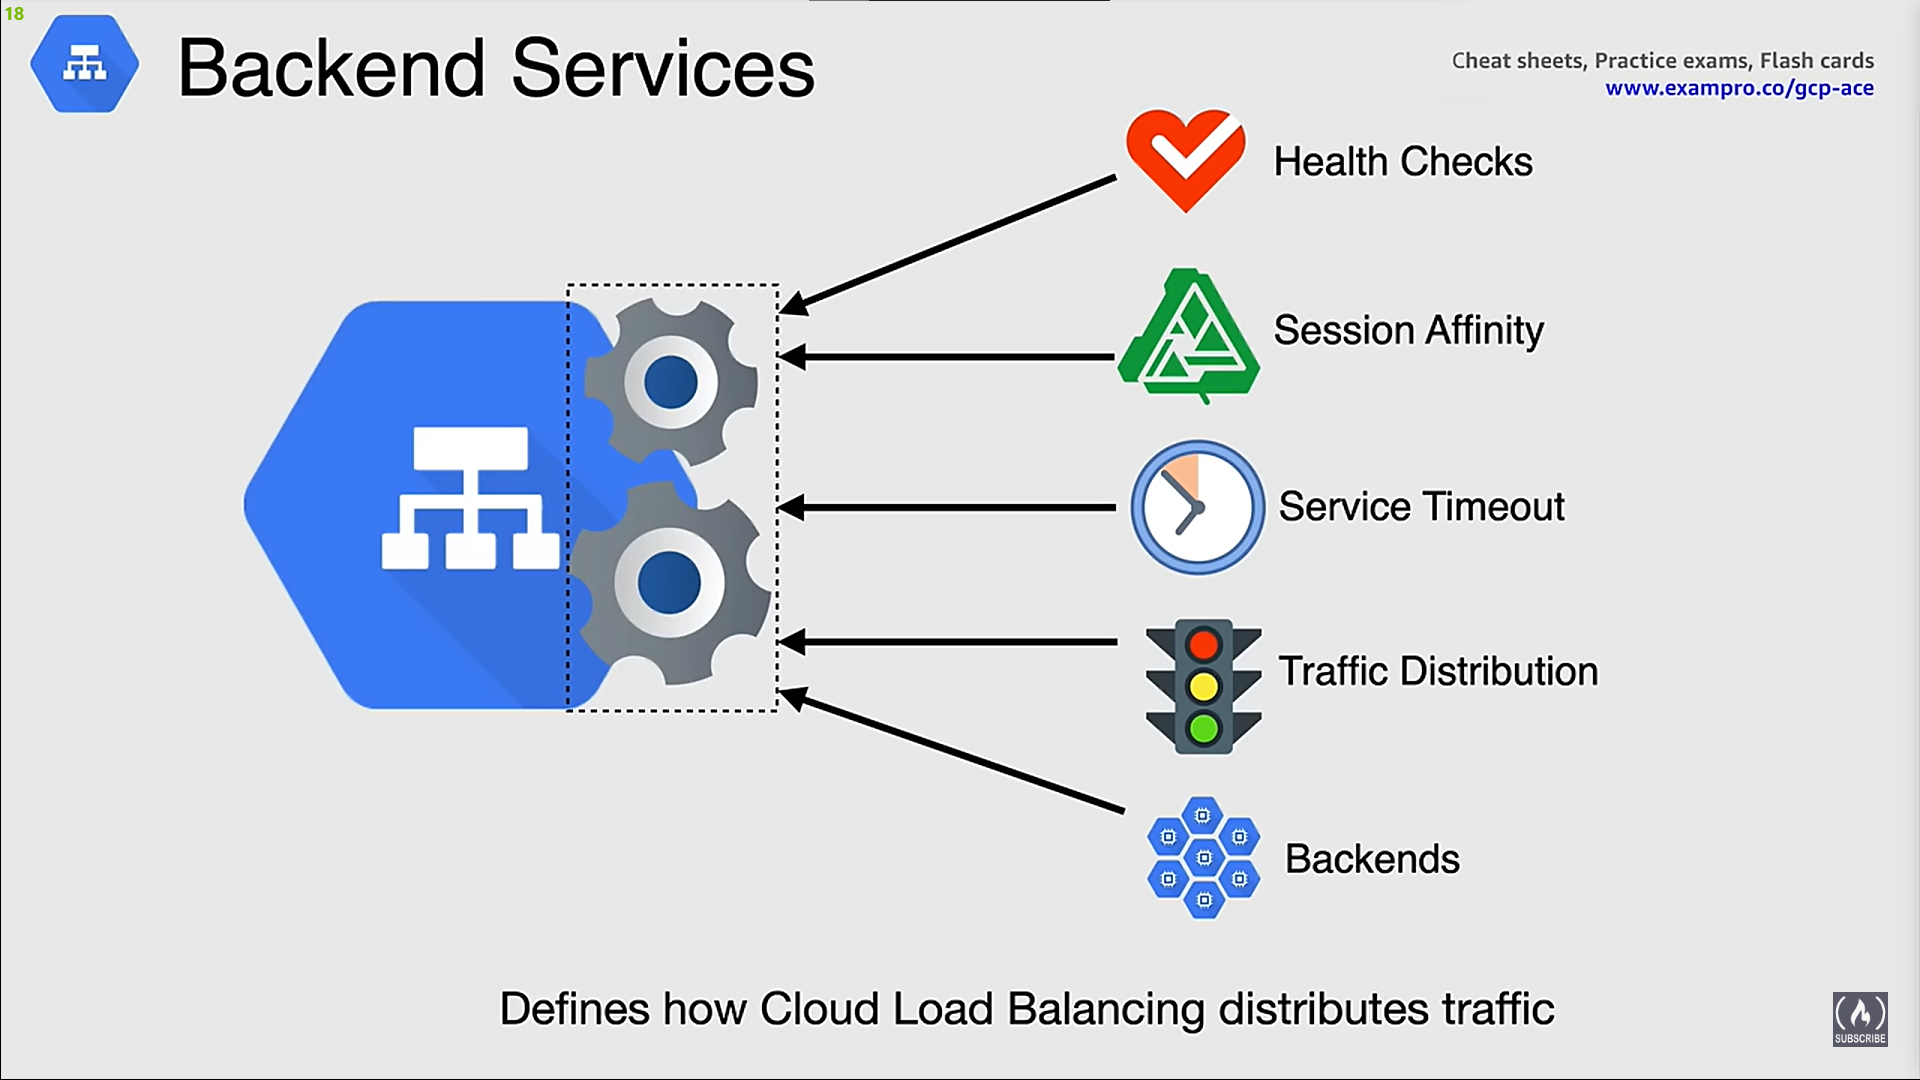 18
Backend Services
Cheat sheets, Practice exams, Flash cards
www.exampro.co/gcp-ace
Health Checks
Session Affinity
Service Timeout
Traffic Distribution
Backends
Defines how Cloud Load Balancing distributes traffic
SUBSCRIBE